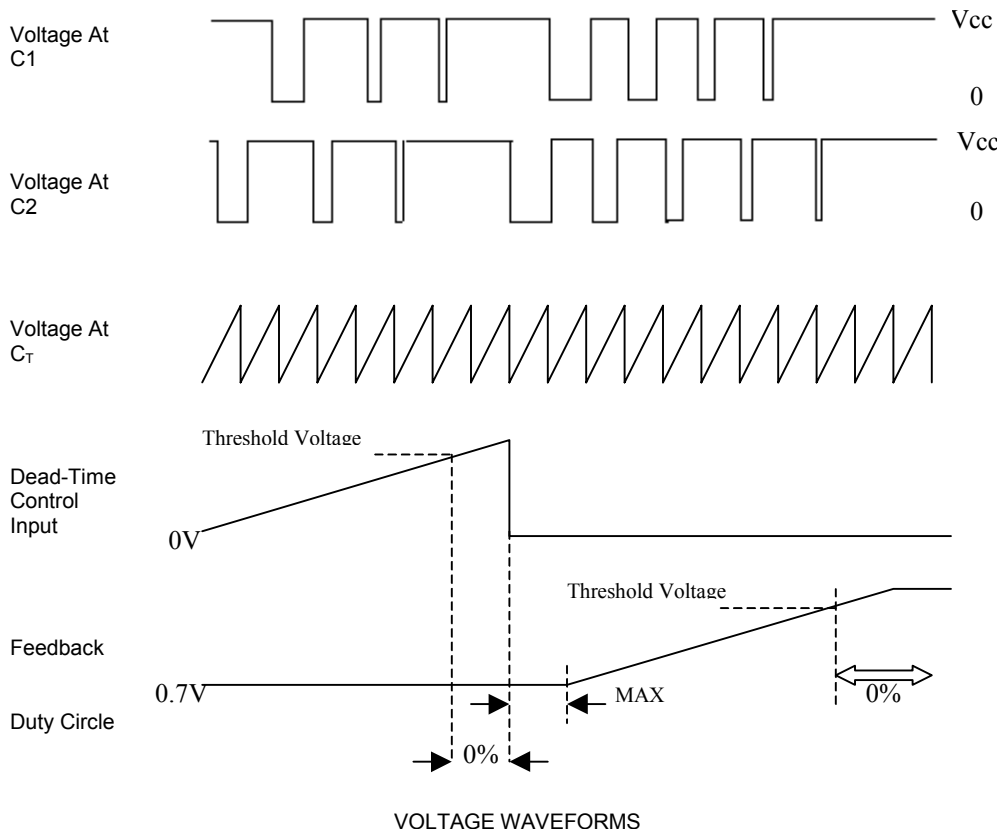 Voltage At
C1
Vcc
0
Voltage At
C2
Vcc
0
Voltage At
CT
Threshold Voltage
Dead-Time
Control
Input
0V
Threshold Voltage
Feedback
0.7V
MAX
0%
Duty Circle
0%
VOLTAGE WAVEFORMS